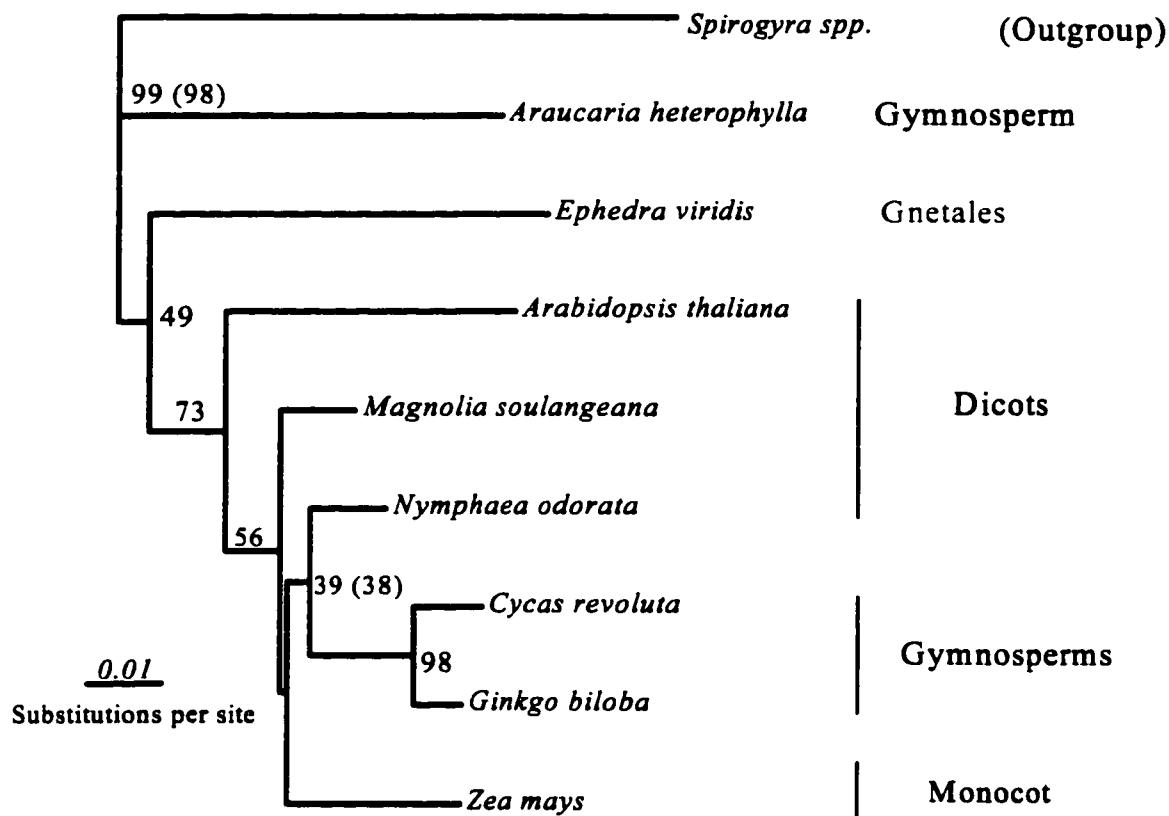 Spirogyra spp. (Outgroup)
99 (98)
Araucaria heterophylla Gymnosperm
Ephedra viridis Gnetales
Arabidopsis thaliana
49
Magnolia soulangeana Dicots
73
Nymphaea odorata
56
39 (38)
Cycas revoluta
Gymnosperms
98
0.01
Ginkgo biloba
Substitutions per site
Zea mays Monocot